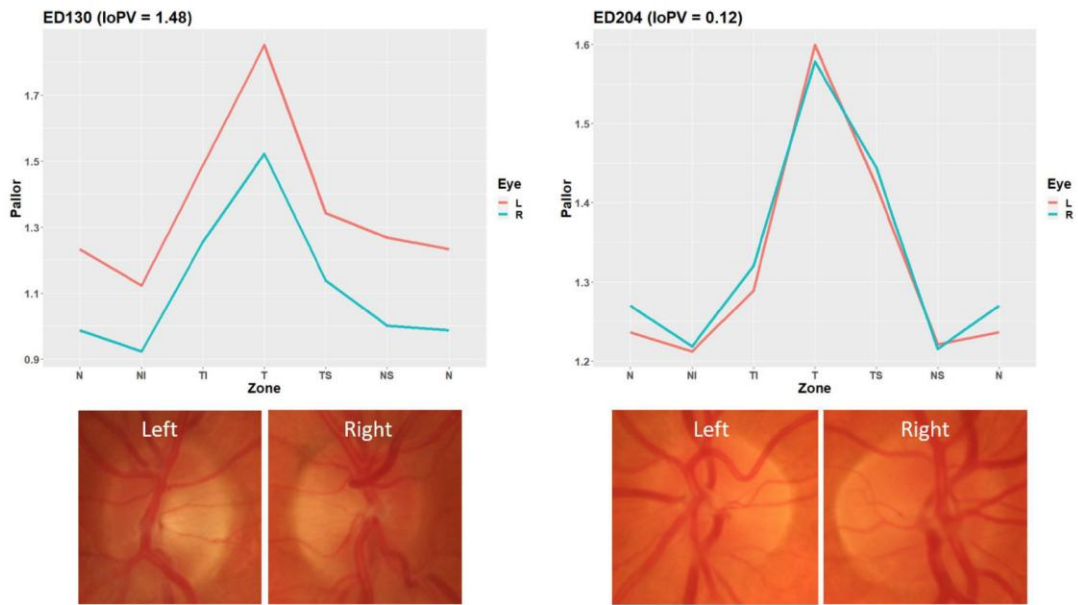 ED130 (IoPV = 1.48)
Pallor
1.7
1.5
1.3
1.1
0.9
N NI TI T TS NS N
Zone
Eye
L
R
Left
Right
ED204 (IoPV = 0.12)
Pallor
1.6
1.5
1.4
1.3
1.2
N NI TI T TS NS N
Zone
Eye
L
R
Left
Right